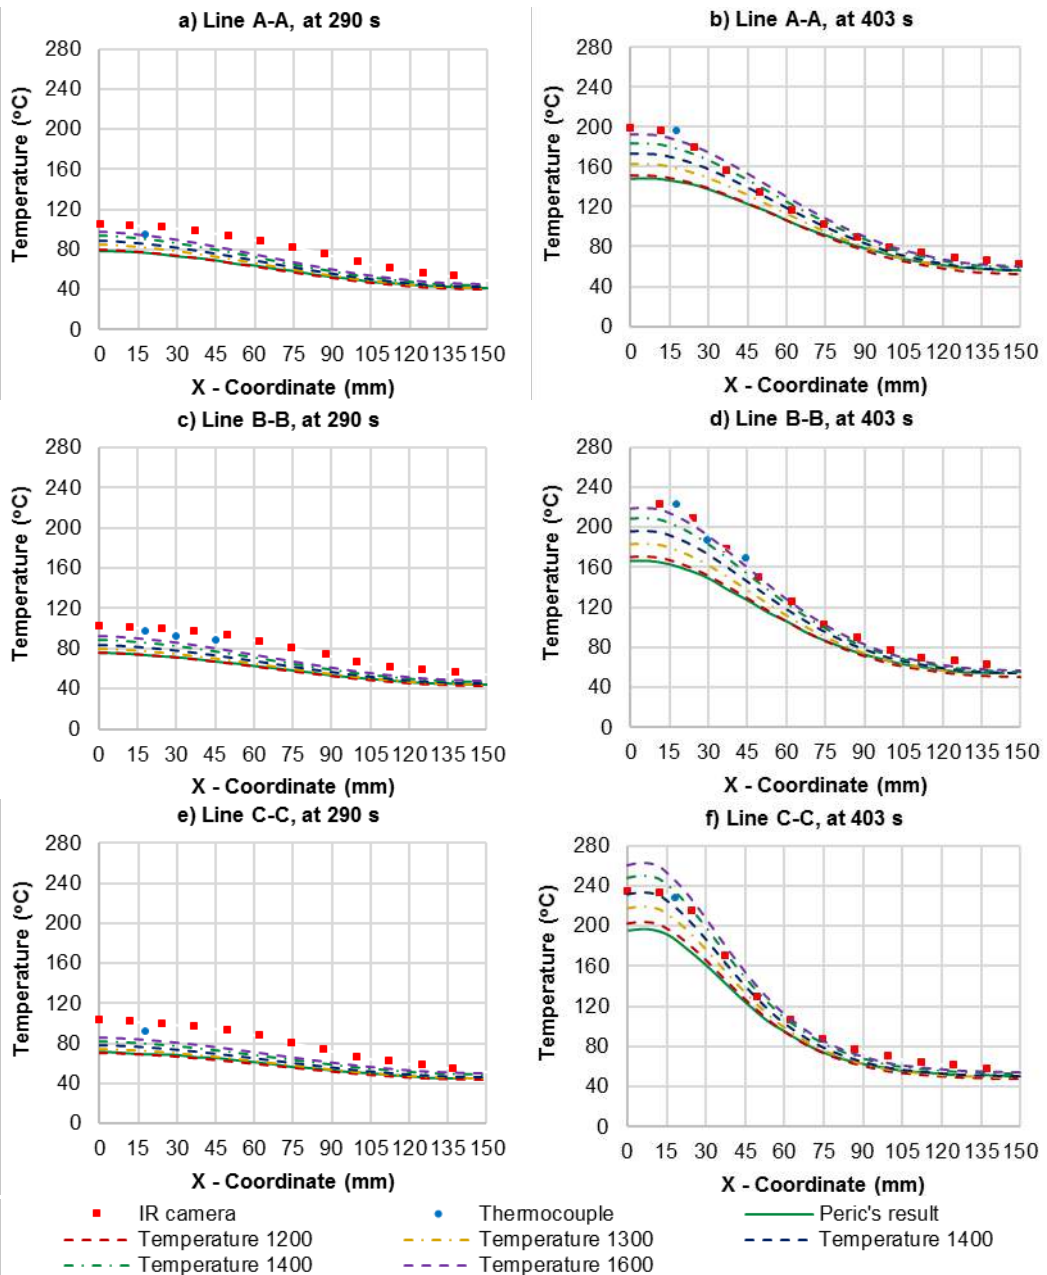 a) Line A-A, at 290 s
280
240
200
160
120
80
40
0
Temperature (ºC)
0 15 30 45 60 75 90 105 120 135 150
X - Coordinate (mm)
b) Line A-A, at 403 s
280
240
200
160
120
80
40
0
Temperature (ºC)
0 15 30 45 60 75 90 105 120 135 150
X - Coordinate (mm)
c) Line B-B, at 290 s
280
240
200
160
120
80
40
0
Temperature (ºC)
0 15 30 45 60 75 90 105 120 135 150
X - Coordinate (mm)
d) Line B-B, at 403 s
280
240
200
160
120
80
40
0
Temperature (ºC)
0 15 30 45 60 75 90 105 120 135 150
X - Coordinate (mm)
e) Line C-C, at 290 s
280
240
200
160
120
80
40
0
Temperature (ºC)
0 15 30 45 60 75 90 105 120 135 150
X - Coordinate (mm)
f) Line C-C, at 403 s
280
240
200
160
120
80
40
0
Temperature (ºC)
0 15 30 45 60 75 90 105 120 135 150
X - Coordinate (mm)
IR camera Thermocouple Peric's result
Temperature 1200 Temperature 1300 Temperature 1400
Temperature 1400 Temperature 1600